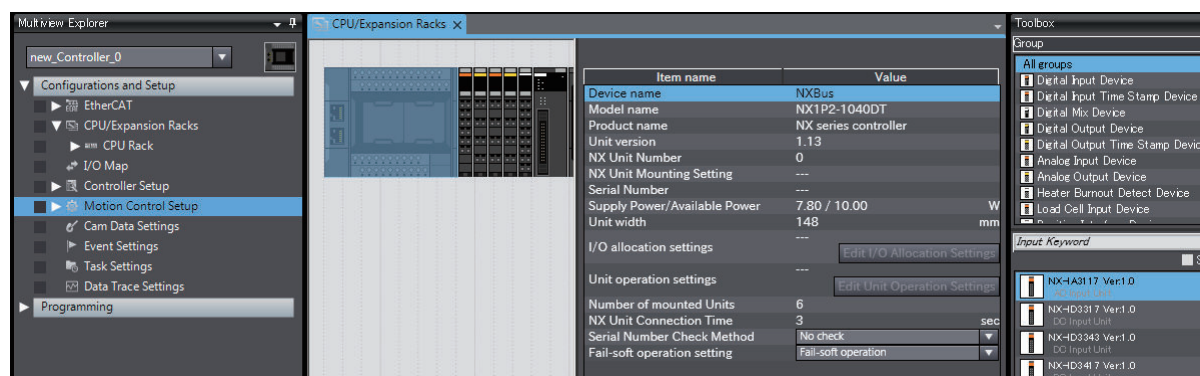 Multiview Explorer
new_Controller_0
Configurations and Setup
EtherCAT
CPU/Expansion Racks
CPU Rack
I/O Map
Controller Setup
Motion Control Setup
Cam Data Settings
Event Settings
Task Settings
Data Trace Settings
Programming
CPU/Expansion Racks
Item name Value
Device name NXBus
Model name NX1P2-1040DT
Product name NX series controller
Unit version 1.13
NX Unit Number 0
NX Unit Mounting Setting ---
Serial Number ---
Supply Power/Available Power 7.80 / 10.00 W
Unit width 148 mm
I/O allocation settings ---
Edit I/O Allocation Settings
Unit operation settings ---
Edit Unit Operation Settings
Number of mounted Units 6
NX Unit Connection Time 3 sec
Serial Number Check Method No check
Fail-soft operation setting Fail-soft operation
Toolbox
Group
All groups
Digital Input Device
Digital Input Time Stamp Device
Digital Mix Device
Digital Output Device
Digital Output Time Stamp Devic
Analog Input Device
Analog Output Device
Heater Burnout Detect Device
Load Cell Input Device
Input Keyword
NX-HA3117 Ver.1.0
NX-ID3317 Ver.1.0
DC Input Unit
NX-ID3343 Ver.1.0
DC Input Unit
NX-ID3417 Ver.1.0